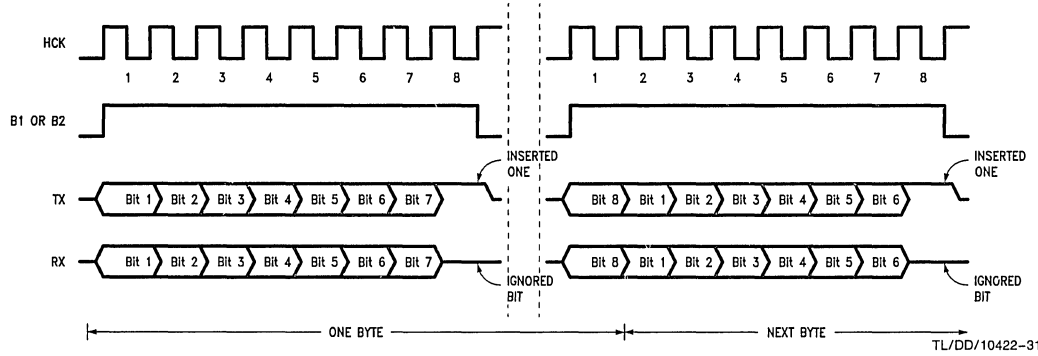 HCK
1 2 3 4 5 6 7 8 1 2 3 4 5 6 7 8
B1 OR B2
INSERTED ONE INSERTED ONE
TX Bit 1 Bit 2 Bit 3 Bit 4 Bit 5 Bit 6 Bit 7 Bit 8 Bit 1 Bit 2 Bit 3 Bit 4 Bit 5 Bit 6
RX Bit 1 Bit 2 Bit 3 Bit 4 Bit 5 Bit 6 Bit 7 Bit 8 Bit 1 Bit 2 Bit 3 Bit 4 Bit 5 Bit 6
IGNORED BIT IGNORED BIT
ONE BYTE NEXT BYTE
TL/DD/10422-31